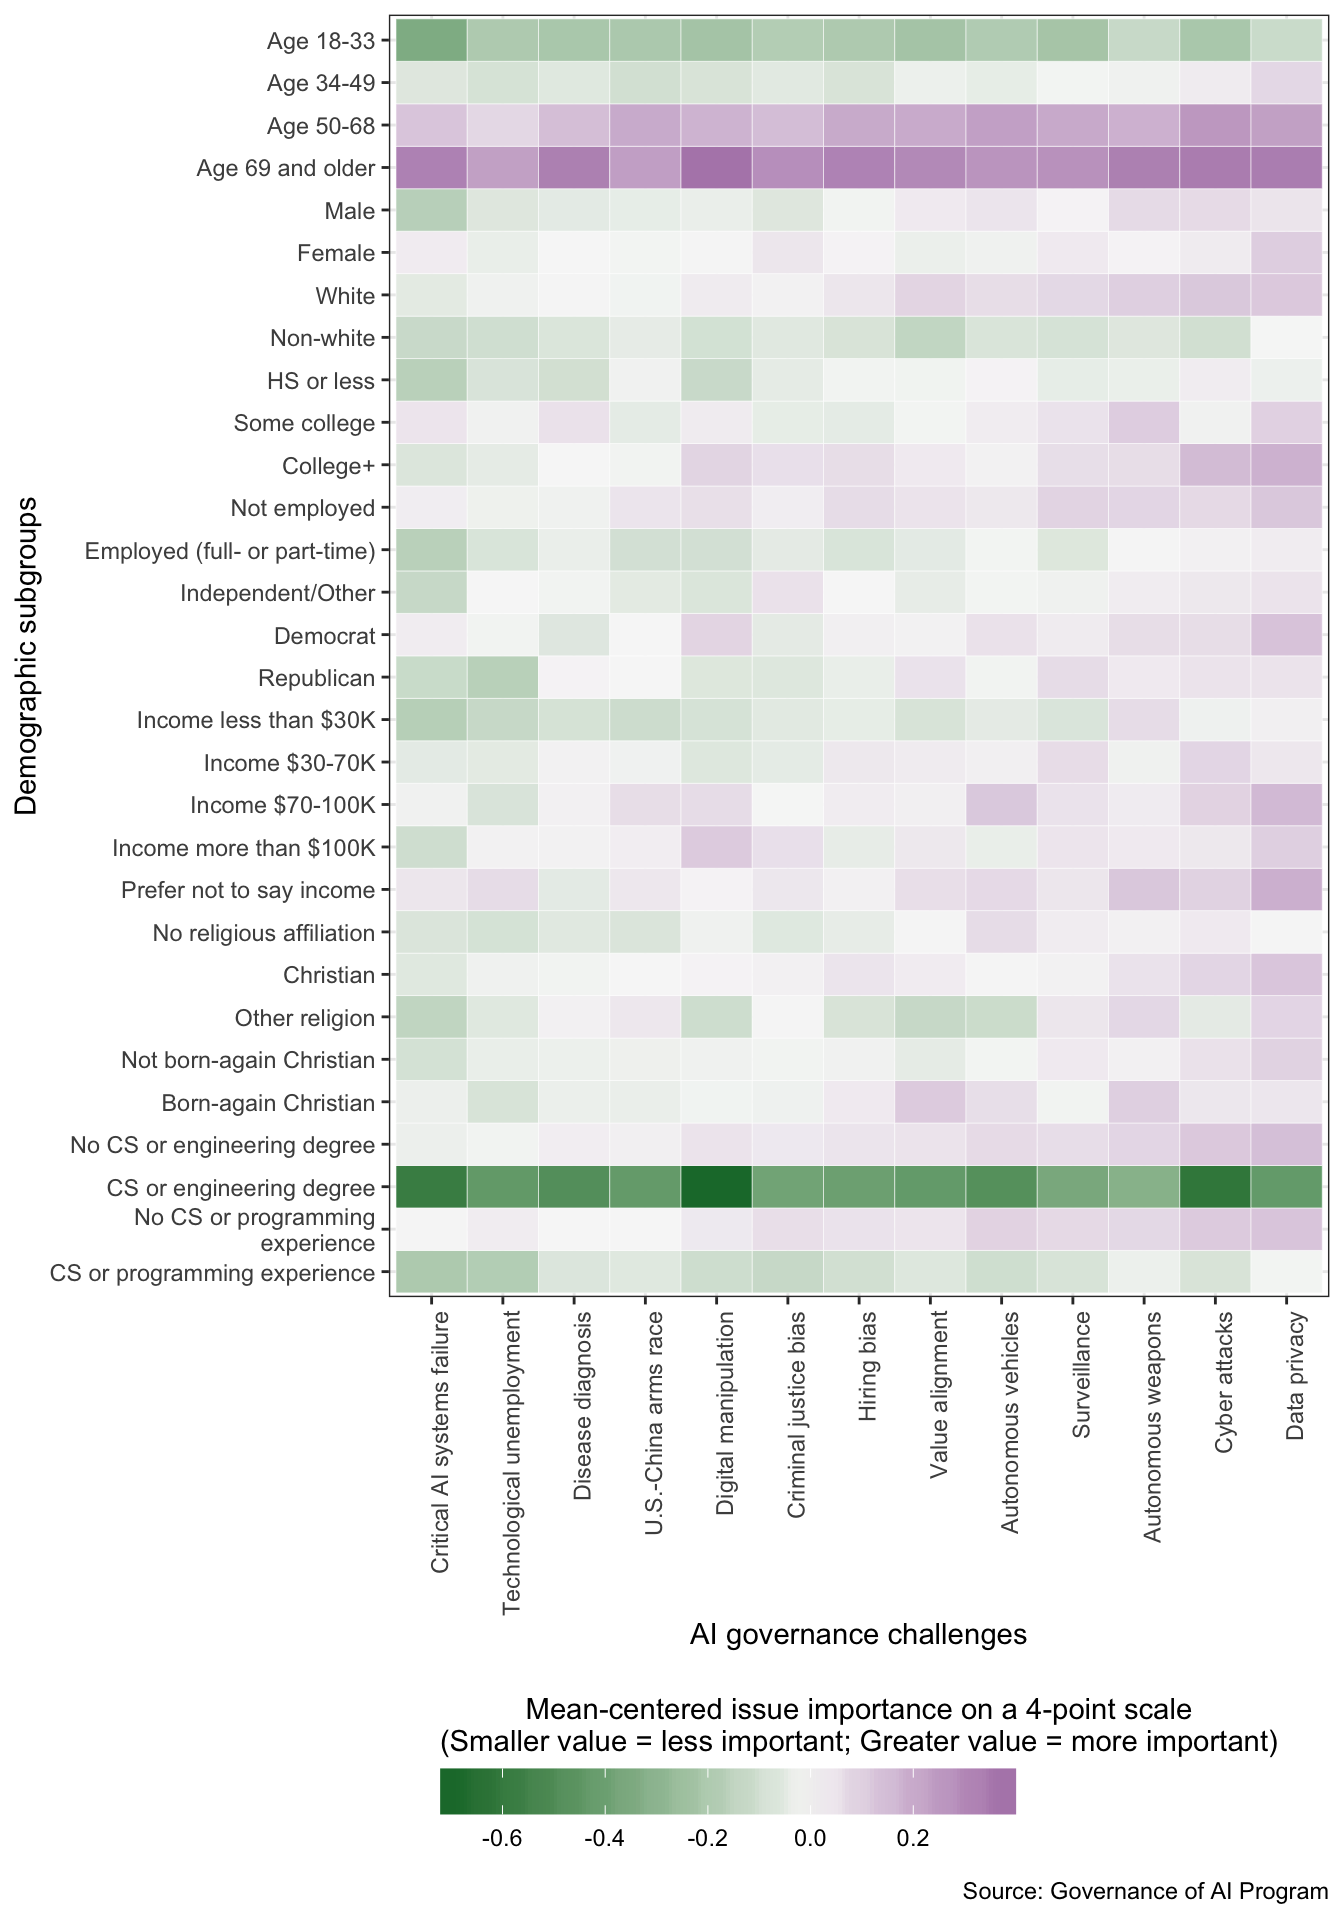 Age 18-33
Age 34-49
Age 50-68
Age 69 and older
Male
Female
White
Non-white
HS or less
Some college
College+
Not employed
Employed (full- or part-time)
Independent/Other
Democrat
Republican
Income less than $30K
Income $30-70K
Income $70-100K
Income more than $100K
Prefer not to say income
No religious affiliation
Christian
Other religion
Not born-again Christian
Born-again Christian
No CS or engineering degree
CS or engineering degree
No CS or programming
experience
CS or programming experience
Demographic subgroups
Critical AI systems failure
Technological unemployment
Disease diagnosis
U.S.-China arms race
Digital manipulation
Criminal justice bias
Hiring bias
Value alignment
Autonomous vehicles
Surveillance
Autonomous weapons
Cyber attacks
Data privacy
AI governance challenges
Mean-centered issue importance on a 4-point scale
(Smaller value = less important; Greater value = more important)
-0.6 -0.4 -0.2 0.0 0.2
Source: Governance of AI Program